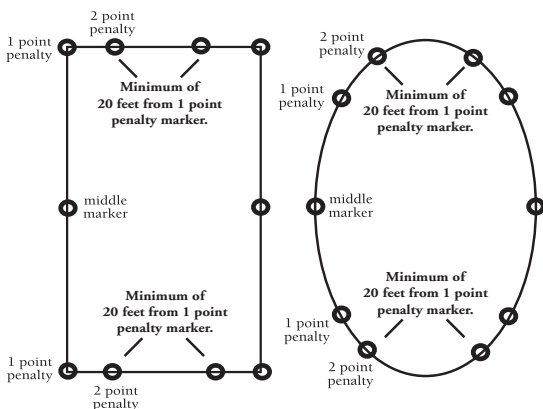 2 point
penalty
1 point
penalty
Minimum of
20 feet from 1 point
penalty marker.
middle
marker
Minimum of
20 feet from 1 point
penalty marker.
1 point
penalty
2 point
penalty
2 point
penalty
1 point
penalty
Minimum of
20 feet from 1 point
penalty marker.
middle
marker
Minimum of
20 feet from 1 point
penalty marker.
1 point
penalty
2 point
penalty